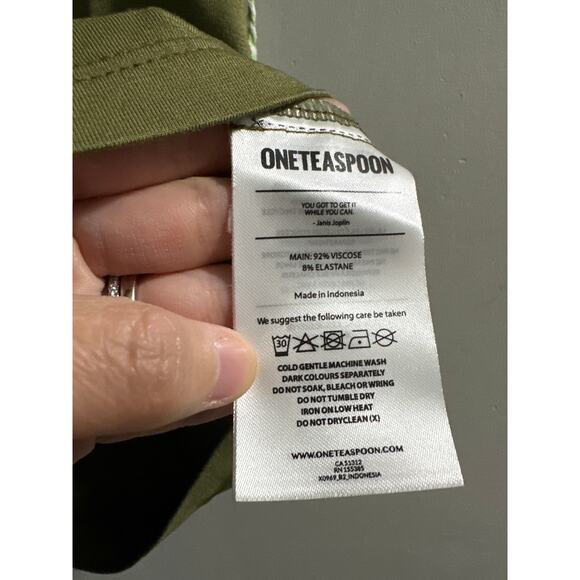 ONETEASPOON
YOU GOT TO GET IT
WHILE YOU CAN.
- Janis Joplin
MAIN: 92% VISCOSE
8% ELASTANE
Made in Indonesia
We suggest the following care be taken
30
COLD GENTLE MACHINE WASH
DARK COLOURS SEPARATELY
DO NOT SOAK, BLEACH OR WRING
DO NOT TUMBLE DRY
IRON ON LOW HEAT
DO NOT DRYCLEAN (X)
WWW.ONETEASPOON.COM
CA 51312
RN 155385
X0969_B2_INDONESIA